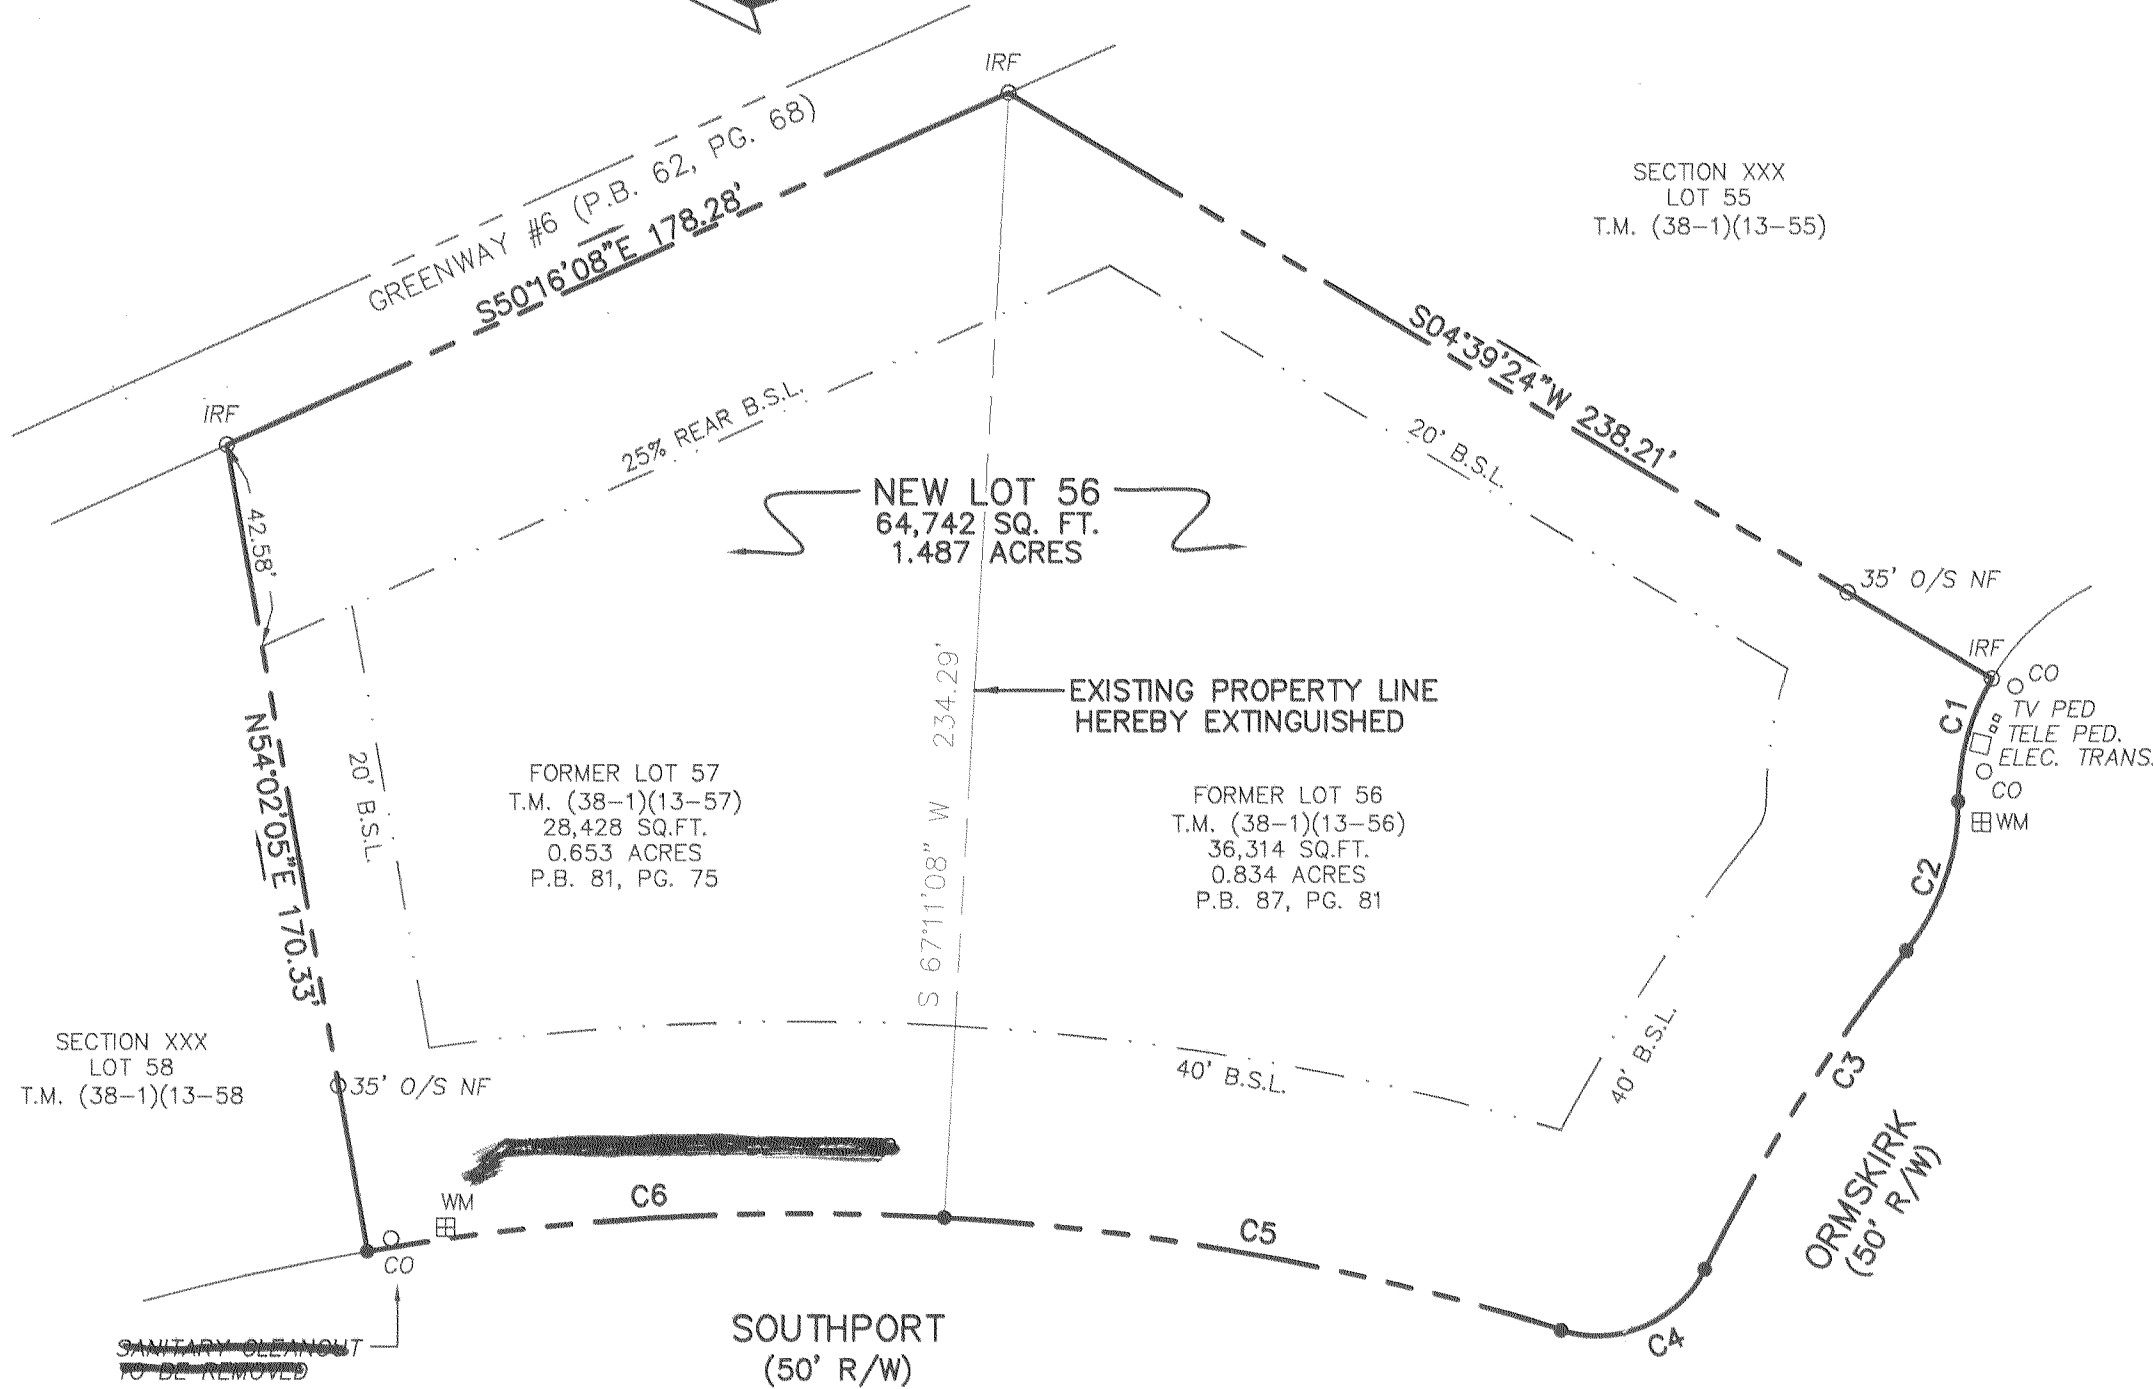 IRF
GREENWAY #6 (P.B. 62, PG. 68)
S50°16'08"E 178.28'
SECTION XXX
LOT 55
T.M. (38-1)(13-55)
S04°39'24"W 238.21'
IRF
42.58'
25% REAR B.S.L.
20' B.S.L.
NEW LOT 56
64,742 SQ. FT.
1.487 ACRES
35' O/S NF
IRF
CO
TV PED
TELE PED.
ELEC. TRANS.
CO
WM
C1
C2
S 67°11'08" W 234.29'
EXISTING PROPERTY LINE
HEREBY EXTINGUISHED
N54°02'05"E 170.33'
20' B.S.L.
FORMER LOT 57
T.M. (38-1)(13-57)
28,428 SQ.FT.
0.653 ACRES
P.B. 81, PG. 75
FORMER LOT 56
T.M. (38-1)(13-56)
36,314 SQ.FT.
0.834 ACRES
P.B. 87, PG. 81
SECTION XXX
LOT 58
T.M. (38-1)(13-58
35' O/S NF
40' B.S.L.
40' B.S.L.
C3
ORMSKIRK
(50' R/W)
WM
C6
C5
C4
CO
SOUTHPORT
(50' R/W)
SANITARY CLEANOUT
TO BE REMOVED